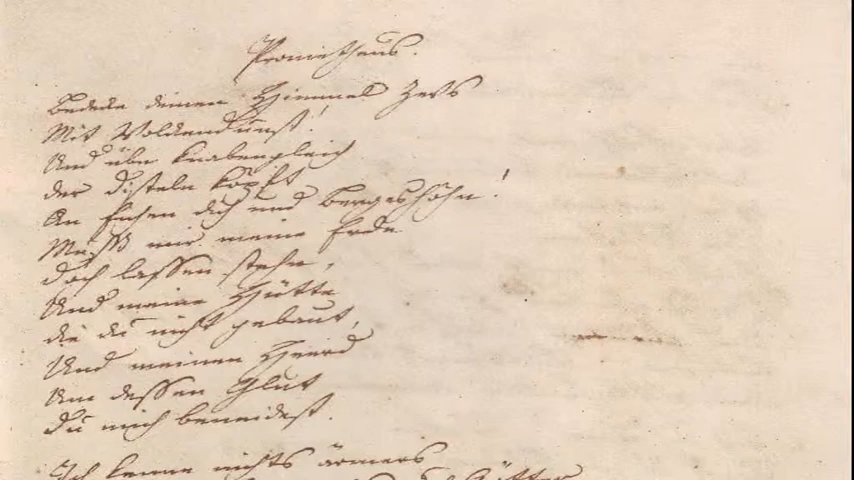 Prometheus.
Bedecke deinen Himmel Zevs
Mit Wolkendunst!
Und übe knabengleich
der Disteln köpft
An Eichen dich und Bergeshöhn!
Musst mir meine Erde
doch lassen stehn,
Und meine Hütte
die du nicht gebaut,
Und meinen Heerd
Um dessen Glut
du mich beneidest.
Ich kenne nichts ärmers
Götter